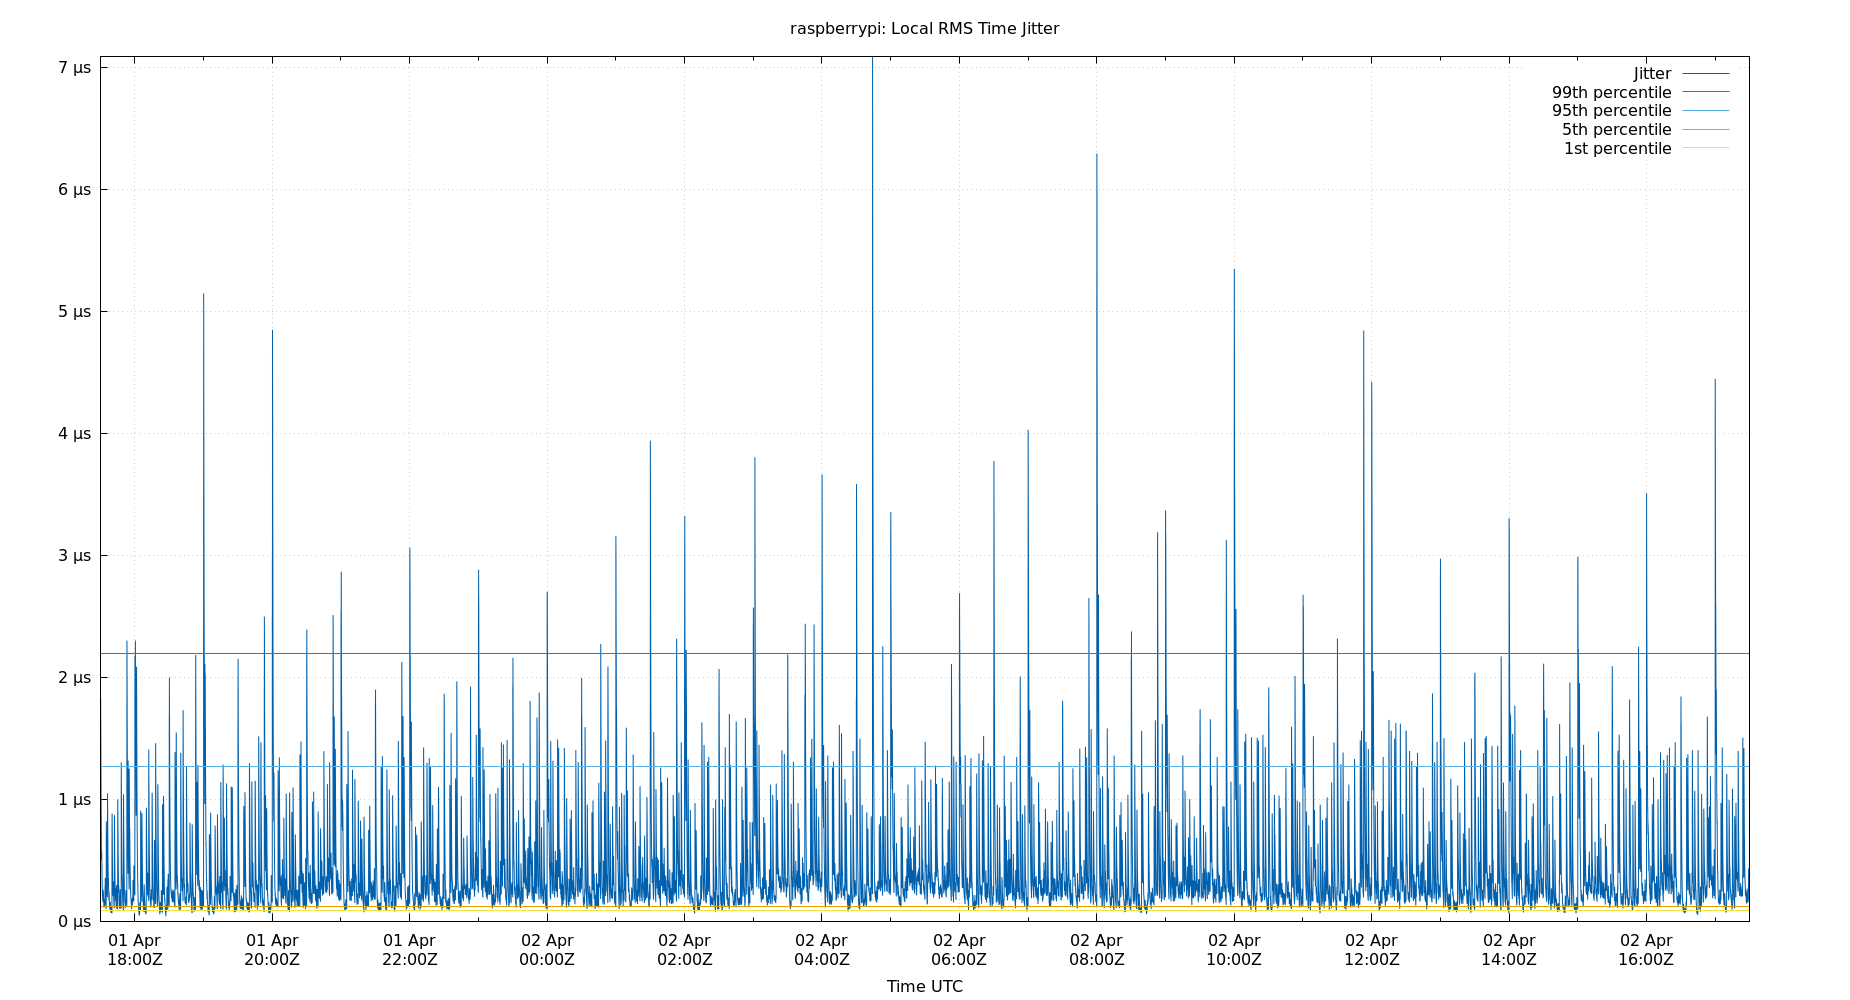 raspberrypi: Local RMS Time Jitter
7 µs
6 µs
5 µs
4 µs
3 µs
2 µs
1 µs
0 µs
Jitter
99th percentile
95th percentile
5th percentile
1st percentile
01 Apr
18:00Z
01 Apr
20:00Z
01 Apr
22:00Z
02 Apr
00:00Z
02 Apr
02:00Z
02 Apr
04:00Z
02 Apr
06:00Z
02 Apr
08:00Z
02 Apr
10:00Z
02 Apr
12:00Z
02 Apr
14:00Z
02 Apr
16:00Z
Time UTC